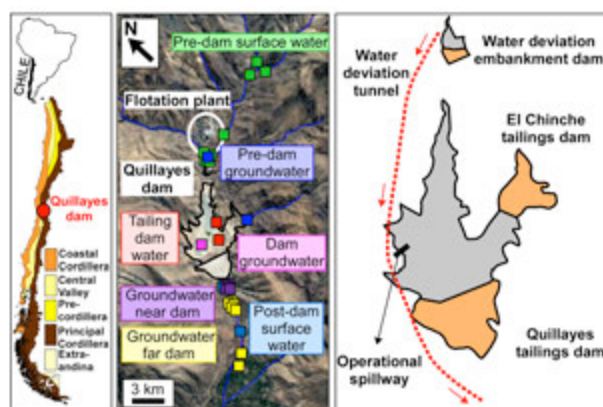 CHILE
Quillayes
dam
Coastal
Cordillera
Central
Valley
Pre-
cordillera
Principal
Cordillera
Extra-
andina
N
Pre-dam surface water
Flotation plant
Quillayes
dam
Pre-dam
groundwater
Tailing
dam
water
Dam
groundwater
Groundwater
near dam
Groundwater
far dam
Post-dam
surface
water
3 km
Water
deviation
tunnel
Water deviation
embankment dam
El Chinche
tailings dam
Operational
spillway
Quillayes
tailings dam